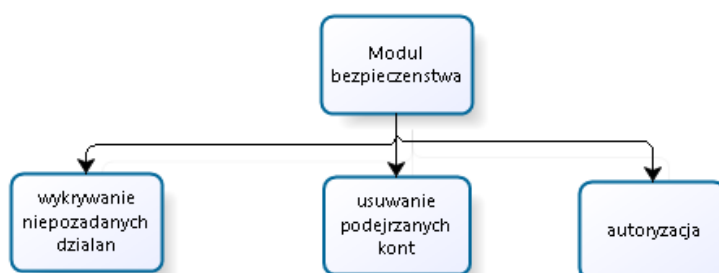 Modul
bezpieczenstwa
wykrywanie
niepozadanych
dzialan
usuwanie
podejrzanych
kont
autoryzacja